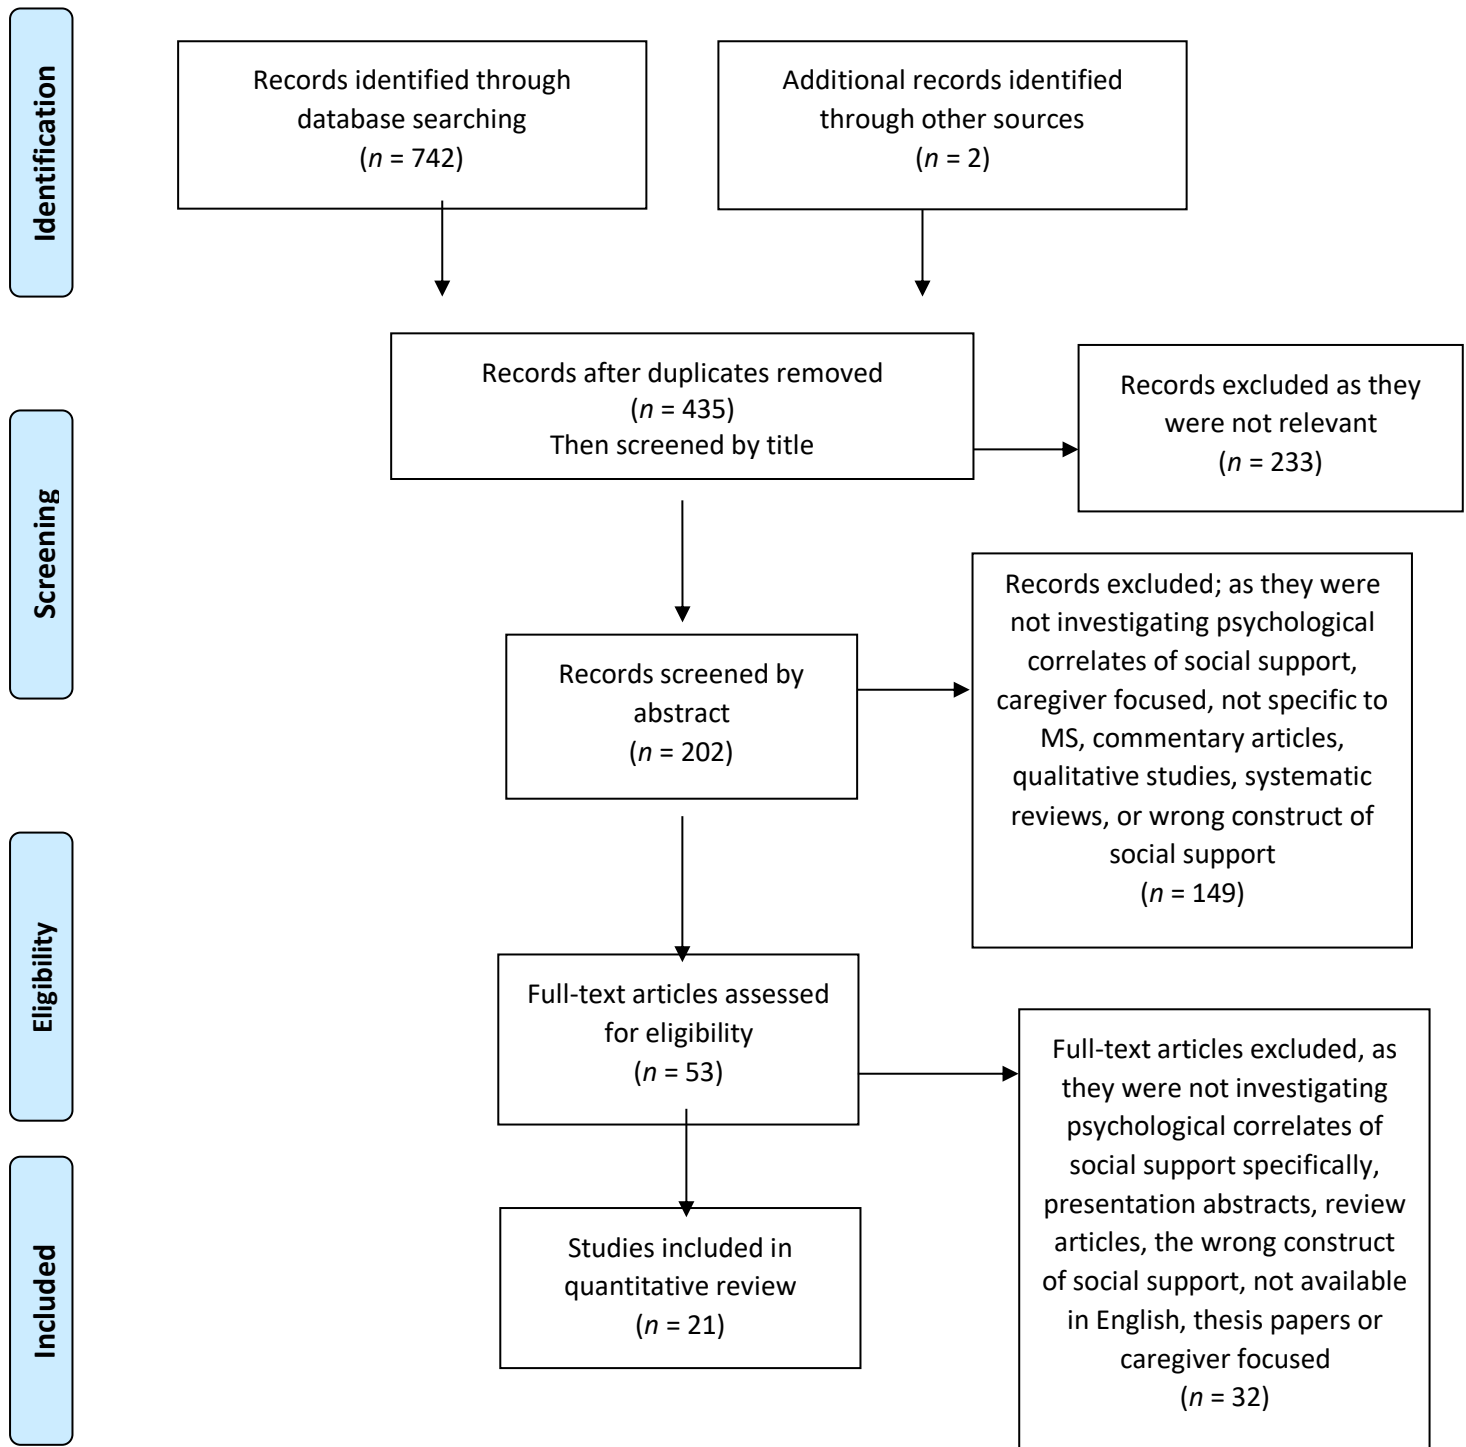 Identification
Records identified through
database searching
(n = 742)
Additional records identified
through other sources
(n = 2)
Screening
Records after duplicates removed
(n = 435)
Then screened by title
Records excluded as they
were not relevant
(n = 233)
Records screened by
abstract
(n = 202)
Records excluded; as they were
not investigating psychological
correlates of social support,
caregiver focused, not specific to
MS, commentary articles,
qualitative studies, systematic
reviews, or wrong construct of
social support
(n = 149)
Eligibility
Full-text articles assessed
for eligibility
(n = 53)
Full-text articles excluded, as
they were not investigating
psychological correlates of
social support specifically,
presentation abstracts, review
articles, the wrong construct
of social support, not available
in English, thesis papers or
caregiver focused
(n = 32)
Included
Studies included in
quantitative review
(n = 21)